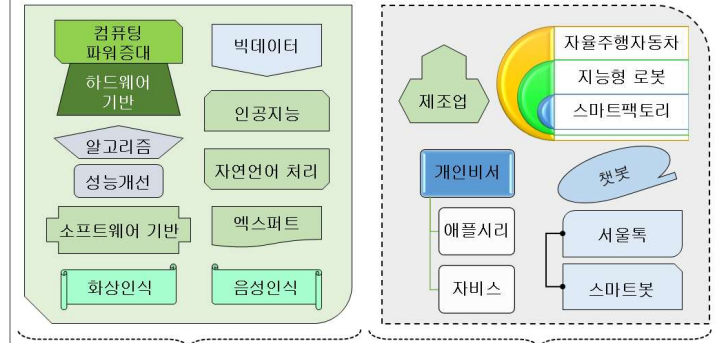 컴퓨팅
파워증대
하드웨어
기반
알고리즘
성능개선
소프트웨어 기반
화상인식
빅데이터
인공지능
자연언어 처리
엑스퍼트
음성인식
제조업
자율주행자동차
지능형 로봇
스마트팩토리
개인비서
애플시리
자비스
챗봇
서울톡
스마트봇